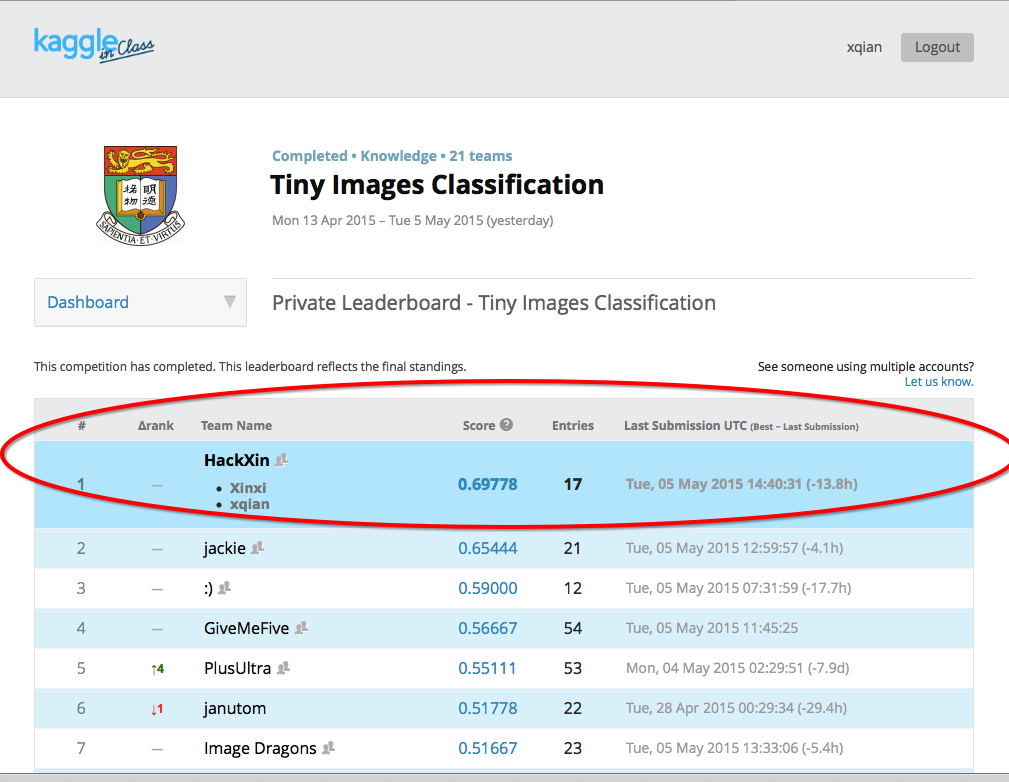 kaggle in Class
xqian
Logout
Completed • Knowledge • 21 teams
Tiny Images Classification
Mon 13 Apr 2015 – Tue 5 May 2015 (yesterday)
明德
格物
SAPIENTIA·ET·VIRTUS
Dashboard
Private Leaderboard - Tiny Images Classification
This competition has completed. This leaderboard reflects the final standings.
See someone using multiple accounts?
Let us know.
# Δrank Team Name Score ? Entries Last Submission UTC (Best – Last Submission)
HackXin
1 — 0.69778 17 Tue, 05 May 2015 14:40:31 (-13.8h)
• Xinxi
• xqian
2 — jackie 0.65444 21 Tue, 05 May 2015 12:59:57 (-4.1h)
3 — :) 0.59000 12 Tue, 05 May 2015 07:31:59 (-17.7h)
4 — GiveMeFive 0.56667 54 Tue, 05 May 2015 11:45:25
5 ↑4 PlusUltra 0.55111 53 Mon, 04 May 2015 02:29:51 (-7.9d)
6 ↓1 janutom 0.51778 22 Tue, 28 Apr 2015 00:29:34 (-29.4h)
7 — Image Dragons 0.51667 23 Tue, 05 May 2015 13:33:06 (-5.4h)